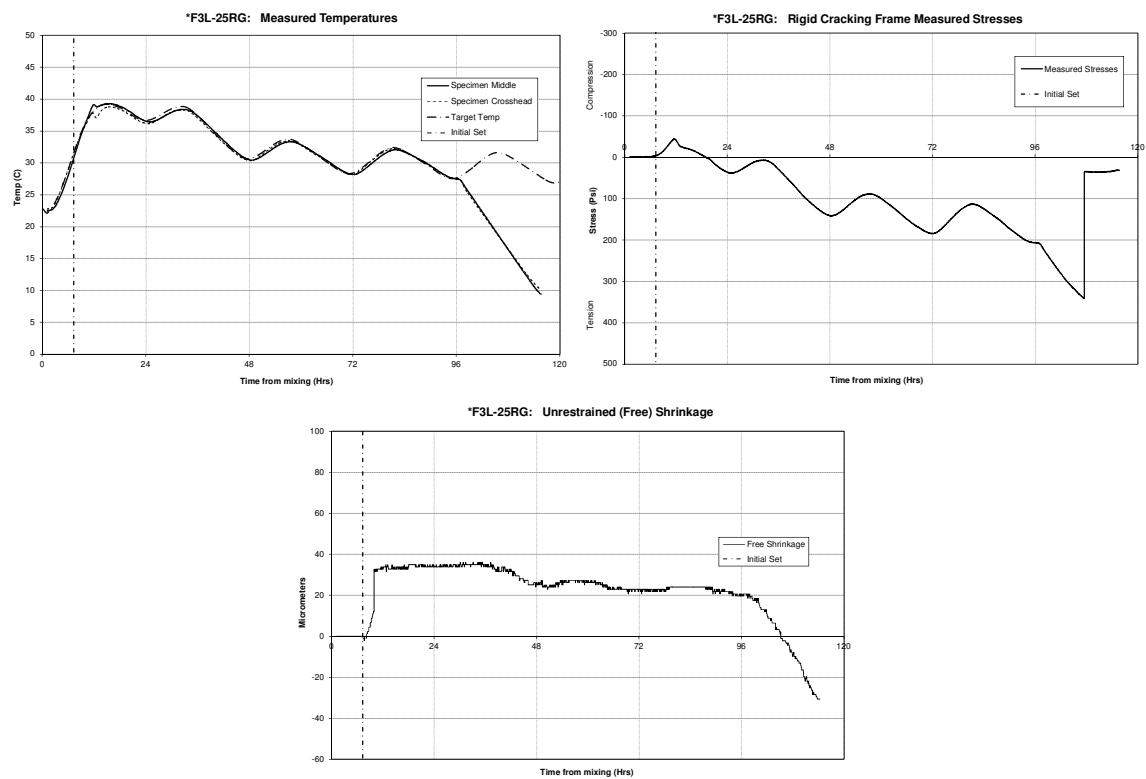 *F3L-25RG: Measured Temperatures
50
45
40
35
30
25
20
15
10
5
0
Temp (C)
Specimen Middle
Specimen Crosshead
Target Temp
Initial Set
0 24 48 72 96 120
Time from mixing (Hrs)
*F3L-25RG: Rigid Cracking Frame Measured Stresses
-300
-200
-100
0
100
200
300
400
500
Compression
Stress (Psi)
Tension
Measured Stresses
Initial Set
0 24 48 72 96 120
Time from mixing (Hrs)
*F3L-25RG: Unrestrained (Free) Shrinkage
100
80
60
40
20
0
-20
-40
-60
Micrometers
Free Shrinkage
Initial Set
0 24 48 72 96 120
Time from mixing (Hrs)